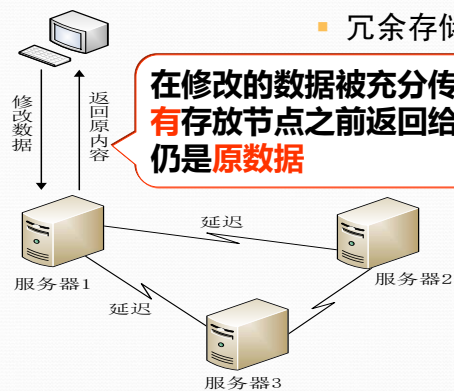 ▪ 冗余存储
在修改的数据被充分传
有存放节点之前返回给
仍是原数据
修改数据
返回原内容
延迟
服务器1
服务器2
延迟
服务器3